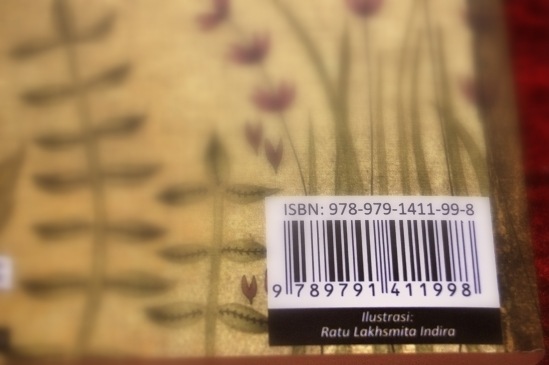 ISBN: 978-979-1411-99-8
9 789791 411998
Ilustrasi:
Ratu Lakhsmita Indira